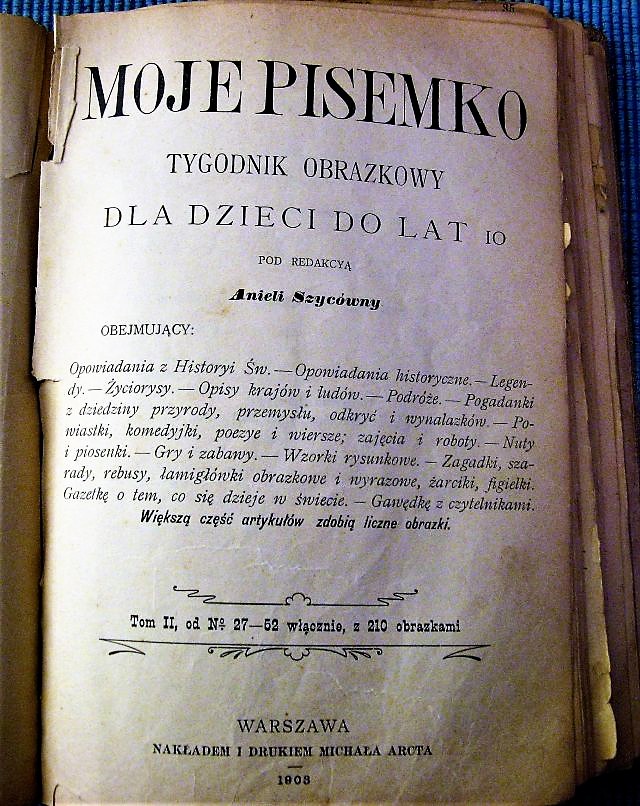 MOJE PISEMKO
TYGODNIK OBRAZKOWY
DLA DZIECI DO LAT 10
POD REDAKCYĄ
Anieli Szycówny
OBEJMUJĄCY:
Opowiadania z Historyi Św. — Opowiadania historyczne. — Legen-
dy. — Życiorysy. — Opisy krajów i ludów. — Podróże. — Pogadanki
z dziedziny przyrody, przemysłu, odkryć i wynalazków. — Po-
wiastki, komedyjki, poezye i wiersze; zajęcia i roboty. — Nuty
i piosenki. — Gry i zabawy. — Wzorki rysunkowe. — Zagadki, sza-
rady, rebusy, łamigłówki obrazkowe i wyrazowe, żarciki, figielki.
Gazetkę o tem, co się dzieje w świecie. — Gawędkę z czytelnikami.
Większą część artykułów zdobią liczne obrazki.
Tom II, od № 27—52 włącznie, z 210 obrazkami
WARSZAWA
NAKŁADEM I DRUKIEM MICHAŁA ARCTA
1903